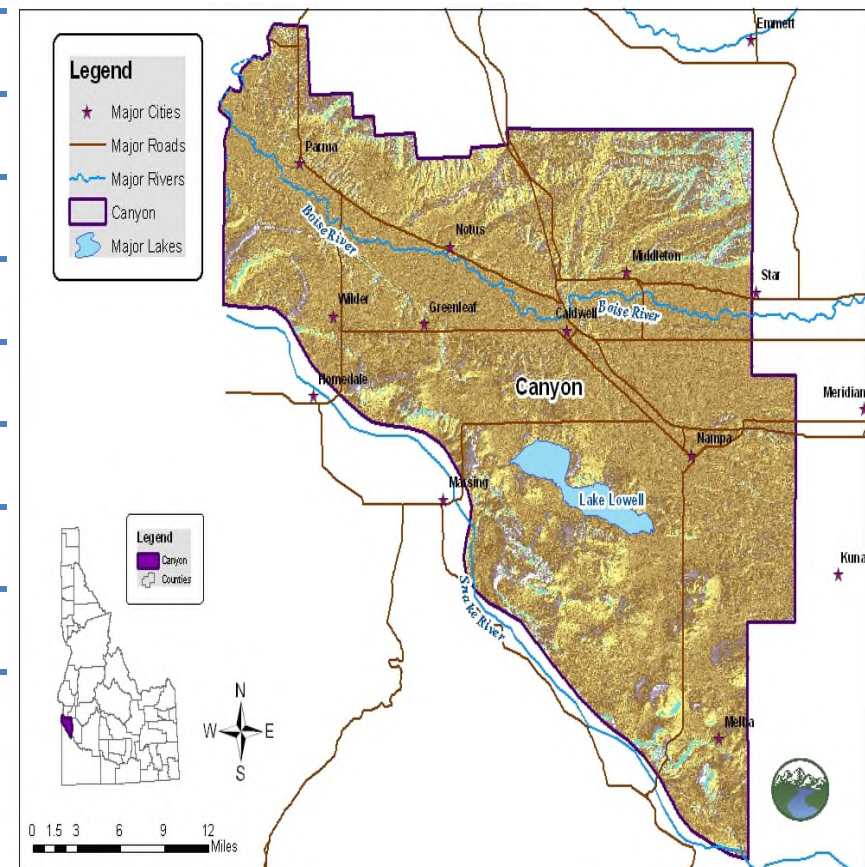 Emmett
Legend
Major Cities
Major Roads
Major Rivers
Canyon
Major Lakes
Parma
Boise River
Notus
Middleton
Star
Wilder
Greenleaf
Caldwell
Boise River
Homedale
Canyon
Meridian
Nampa
Marsing
Lake Lowell
Snake River
Kuna
Legend
Canyon
Counties
N
W E
S
Melba
0 1.5 3 6 9 12
Miles